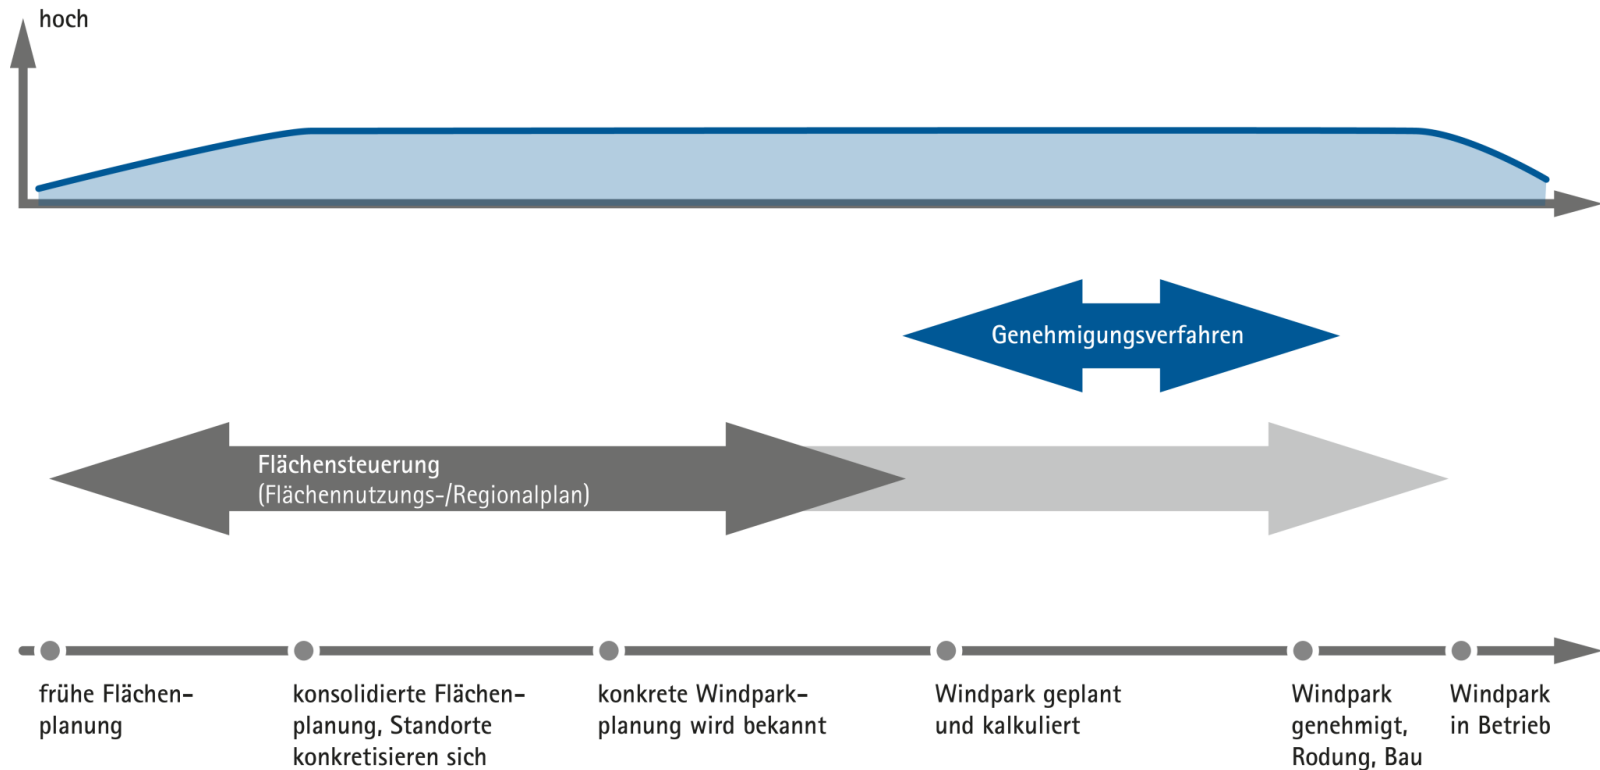 hoch
Genehmigungsverfahren
Flächensteuerung
(Flächennutzungs-/Regionalplan)
frühe Flächen-
planung
konsolidierte Flächen-
planung, Standorte
konkretisieren sich
konkrete Windpark-
planung wird bekannt
Windpark geplant
und kalkuliert
Windpark
genehmigt,
Rodung, Bau
Windpark
in Betrieb